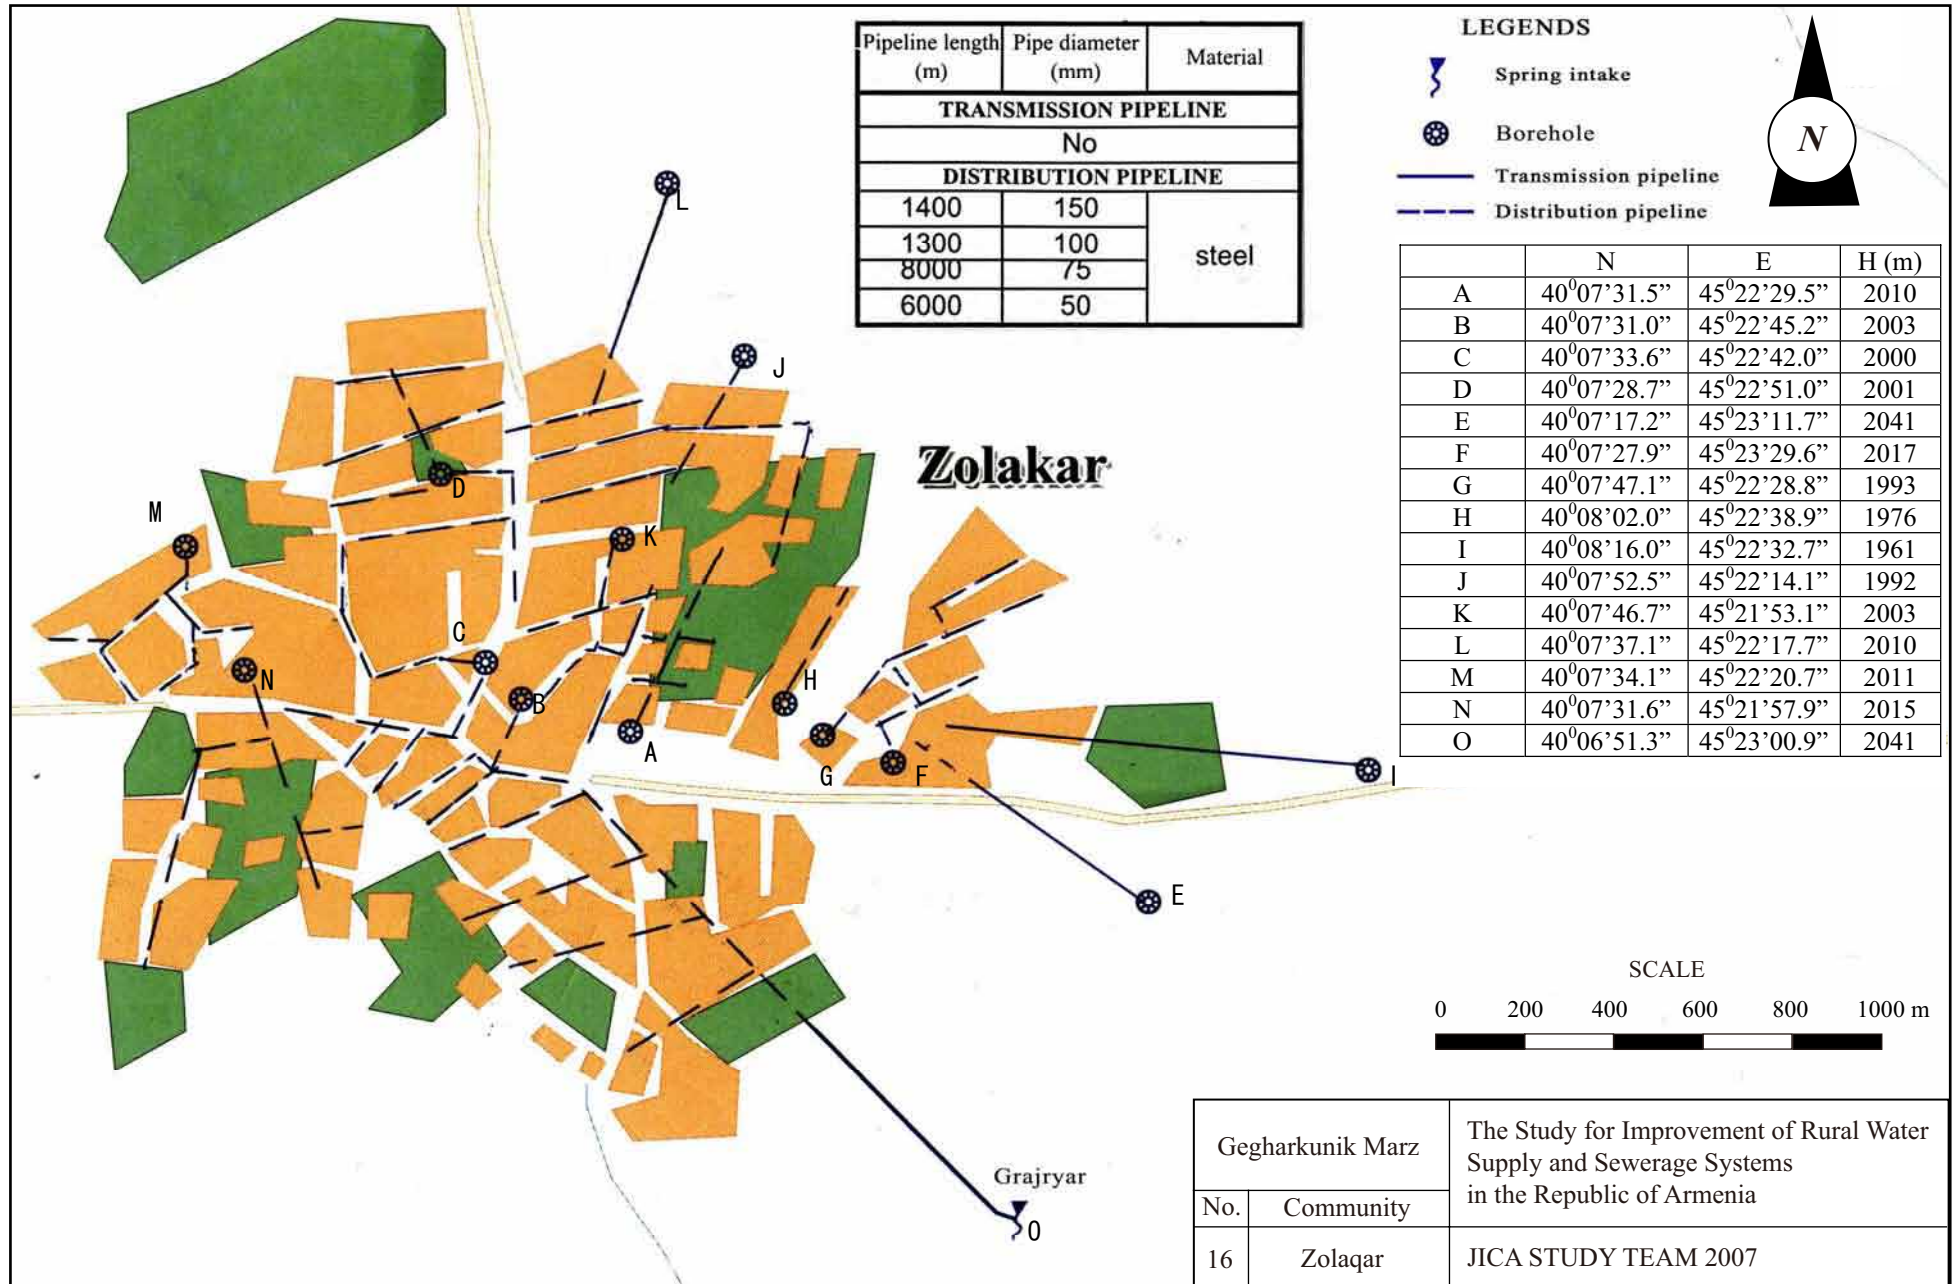 Pipeline length (m) Pipe diameter (mm) Material
TRANSMISSION PIPELINE
No
DISTRIBUTION PIPELINE
1400 150 steel
1300 100
8000 75
6000 50
LEGENDS
Spring intake
Borehole
Transmission pipeline
Distribution pipeline
N
N E H (m)
A 40⁰07'31.5” 45⁰22'29.5” 2010
B 40⁰07'31.0” 45⁰22'45.2” 2003
C 40⁰07'33.6” 45⁰22'42.0” 2000
D 40⁰07'28.7” 45⁰22'51.0” 2001
E 40⁰07'17.2” 45⁰23'11.7” 2041
F 40⁰07'27.9” 45⁰23'29.6” 2017
G 40⁰07'47.1” 45⁰22'28.8” 1993
H 40⁰08'02.0” 45⁰22'38.9” 1976
I 40⁰08'16.0” 45⁰22'32.7” 1961
J 40⁰07'52.5” 45⁰22'14.1” 1992
K 40⁰07'46.7” 45⁰21'53.1” 2003
L 40⁰07'37.1” 45⁰22'17.7” 2010
M 40⁰07'34.1” 45⁰22'20.7” 2011
N 40⁰07'31.6” 45⁰21'57.9” 2015
O 40⁰06'51.3” 45⁰23'00.9” 2041
L
J
Zolakar
D
M
K
C
N
B
H
A
G
F
I
E
Grajryar
O
SCALE
0 200 400 600 800 1000 m
Gegharkunik Marz
The Study for Improvement of Rural Water
Supply and Sewerage Systems
in the Republic of Armenia
No. Community
16 Zolaqar
JICA STUDY TEAM 2007